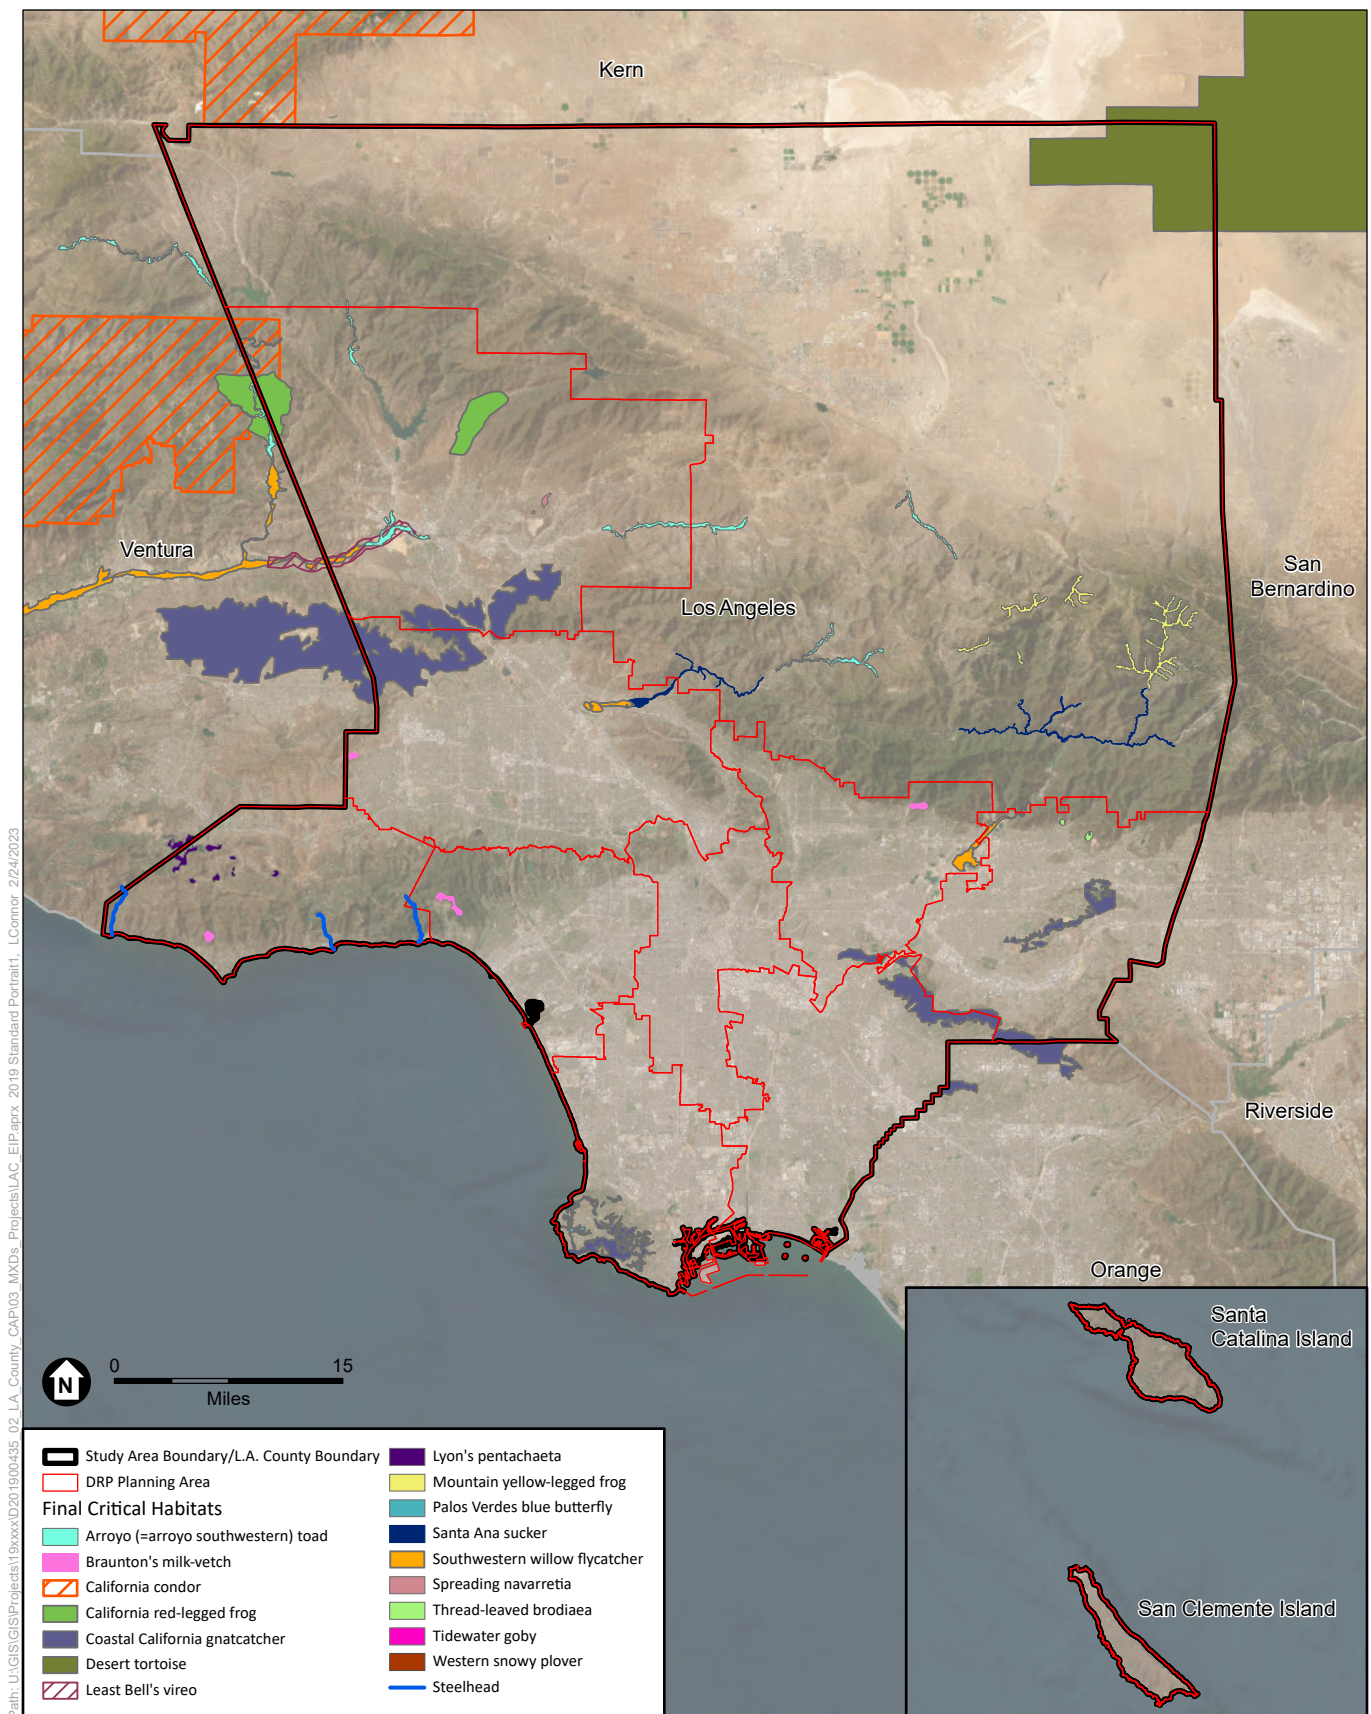 Kern
Ventura
Los Angeles
San
Bernardino
Riverside
Orange
Santa
Catalina Island
San Clemente Island
N
0 15
Miles
Study Area Boundary/L.A. County Boundary
DRP Planning Area
Final Critical Habitats
Arroyo (=arroyo southwestern) toad
Braunton's milk-vetch
California condor
California red-legged frog
Coastal California gnatcatcher
Desert tortoise
Least Bell's vireo
Lyon's pentachaeta
Mountain yellow-legged frog
Palos Verdes blue butterfly
Santa Ana sucker
Southwestern willow flycatcher
Spreading navarretia
Thread-leaved brodiaea
Tidewater goby
Western snowy plover
Steelhead
Path: U:\GIS\GIS\Projects\19xxxx\D201900435_02_LA_County_CAP\03_MXDs_Projects\LAC_EIP.aprx 2019 Standard Portrait1, LConnor 2/24/2023